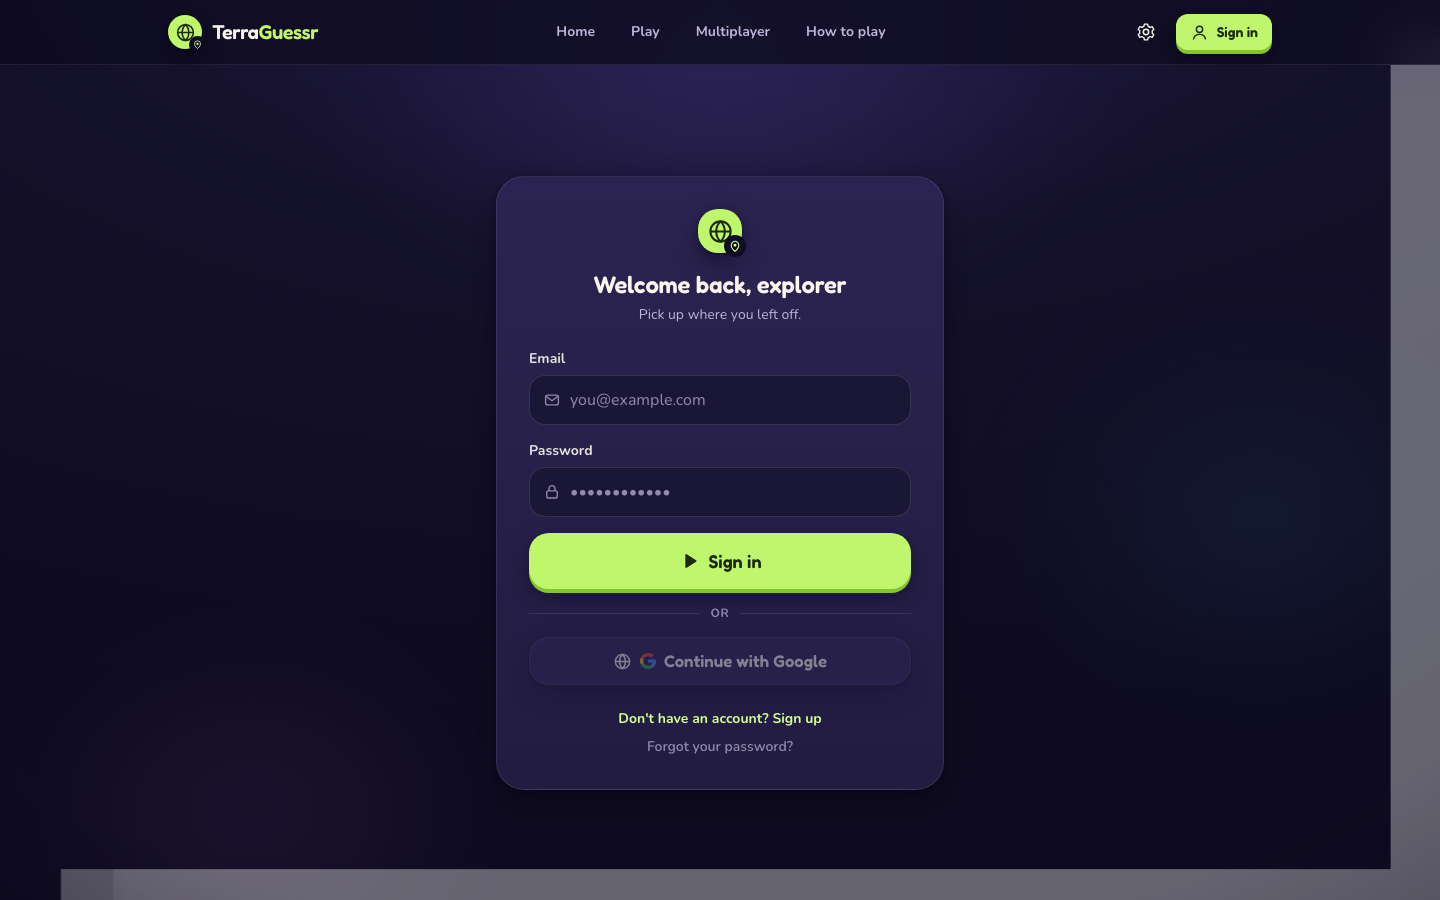 TerraGuessr
Home
Play
Multiplayer
How to play
Sign in
Welcome back, explorer
Pick up where you left off.
Email
you@example.com
Password
••••••••••••
Sign in
OR
Continue with Google
Don't have an account? Sign up
Forgot your password?